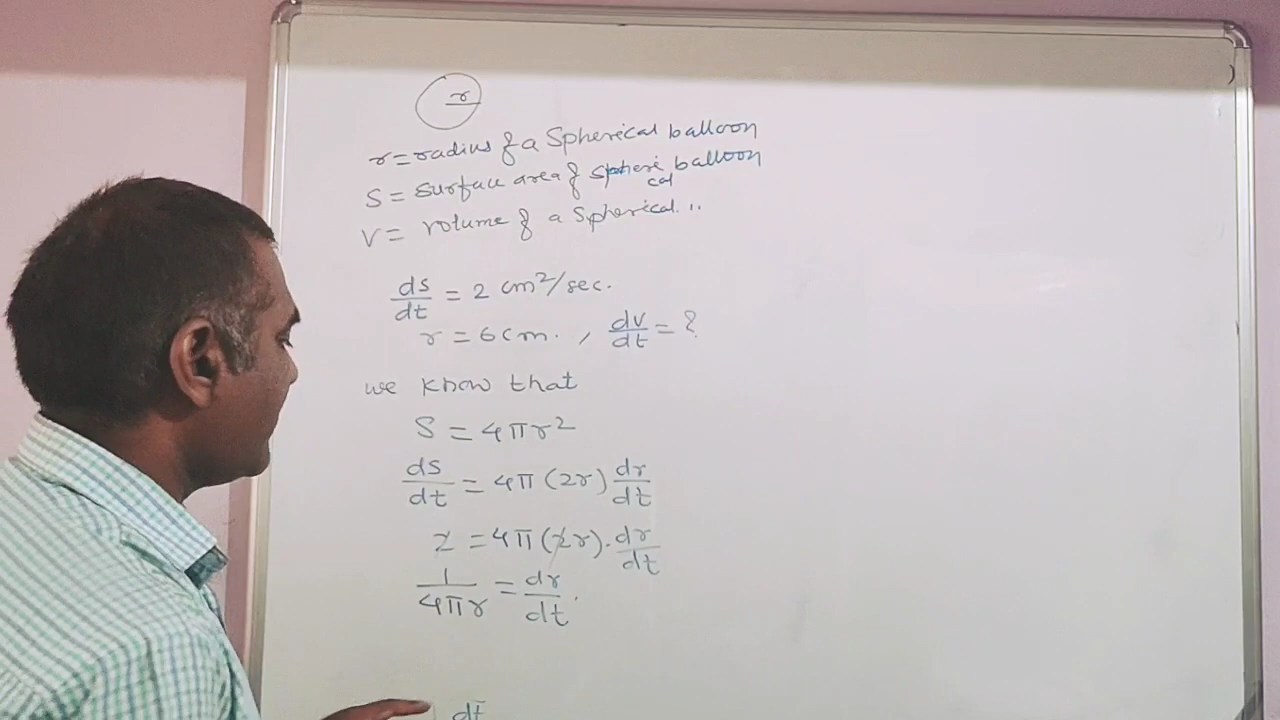 r
r = radius of a Spherical balloon
S = Surface area of spherical balloon
V = volume of a Spherical "
ds/dt = 2 cm²/sec.
r = 6cm. , dv/dt = ?
we know that
S = 4πr²
ds/dt = 4π(2r) dr/dt
2 = 4π(2r). dr/dt
1/4πr = dr/dt.
dt